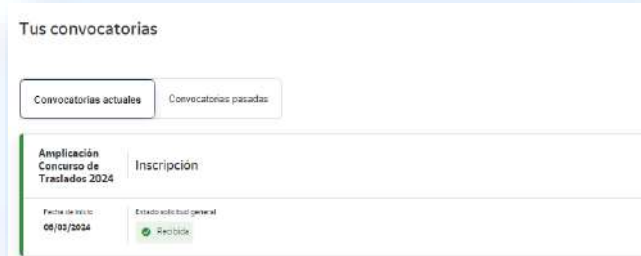 Tus convocatorias
Convocatorias actuales
Convocatorias pasadas
Amplicación
Concurso de
Traslados 2024
Inscripción
Fecha de inicio
Estado solicitud general
06/03/2024
Recibida